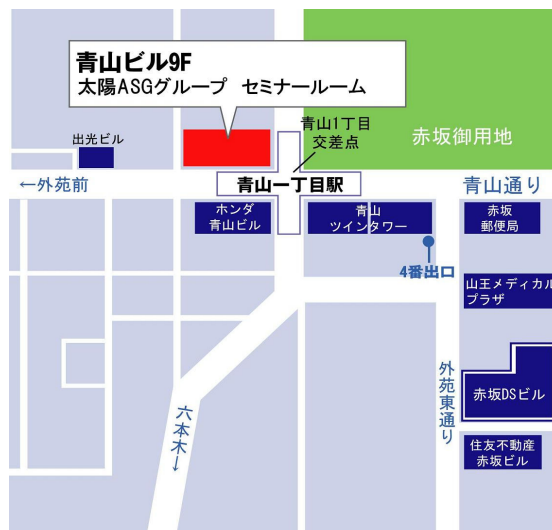 青山ビル9F
太陽ASGグループ セミナールーム
青山1丁目
交差点
赤坂御用地
出光ビル
←外苑前
青山一丁目駅
青山通り
ホンダ
青山ビル
青山
ツインタワー
赤坂
郵便局
4番出口
山王メディカル
プラザ
外苑東通り
赤坂DSビル
六本木→
住友不動産
赤坂ビル